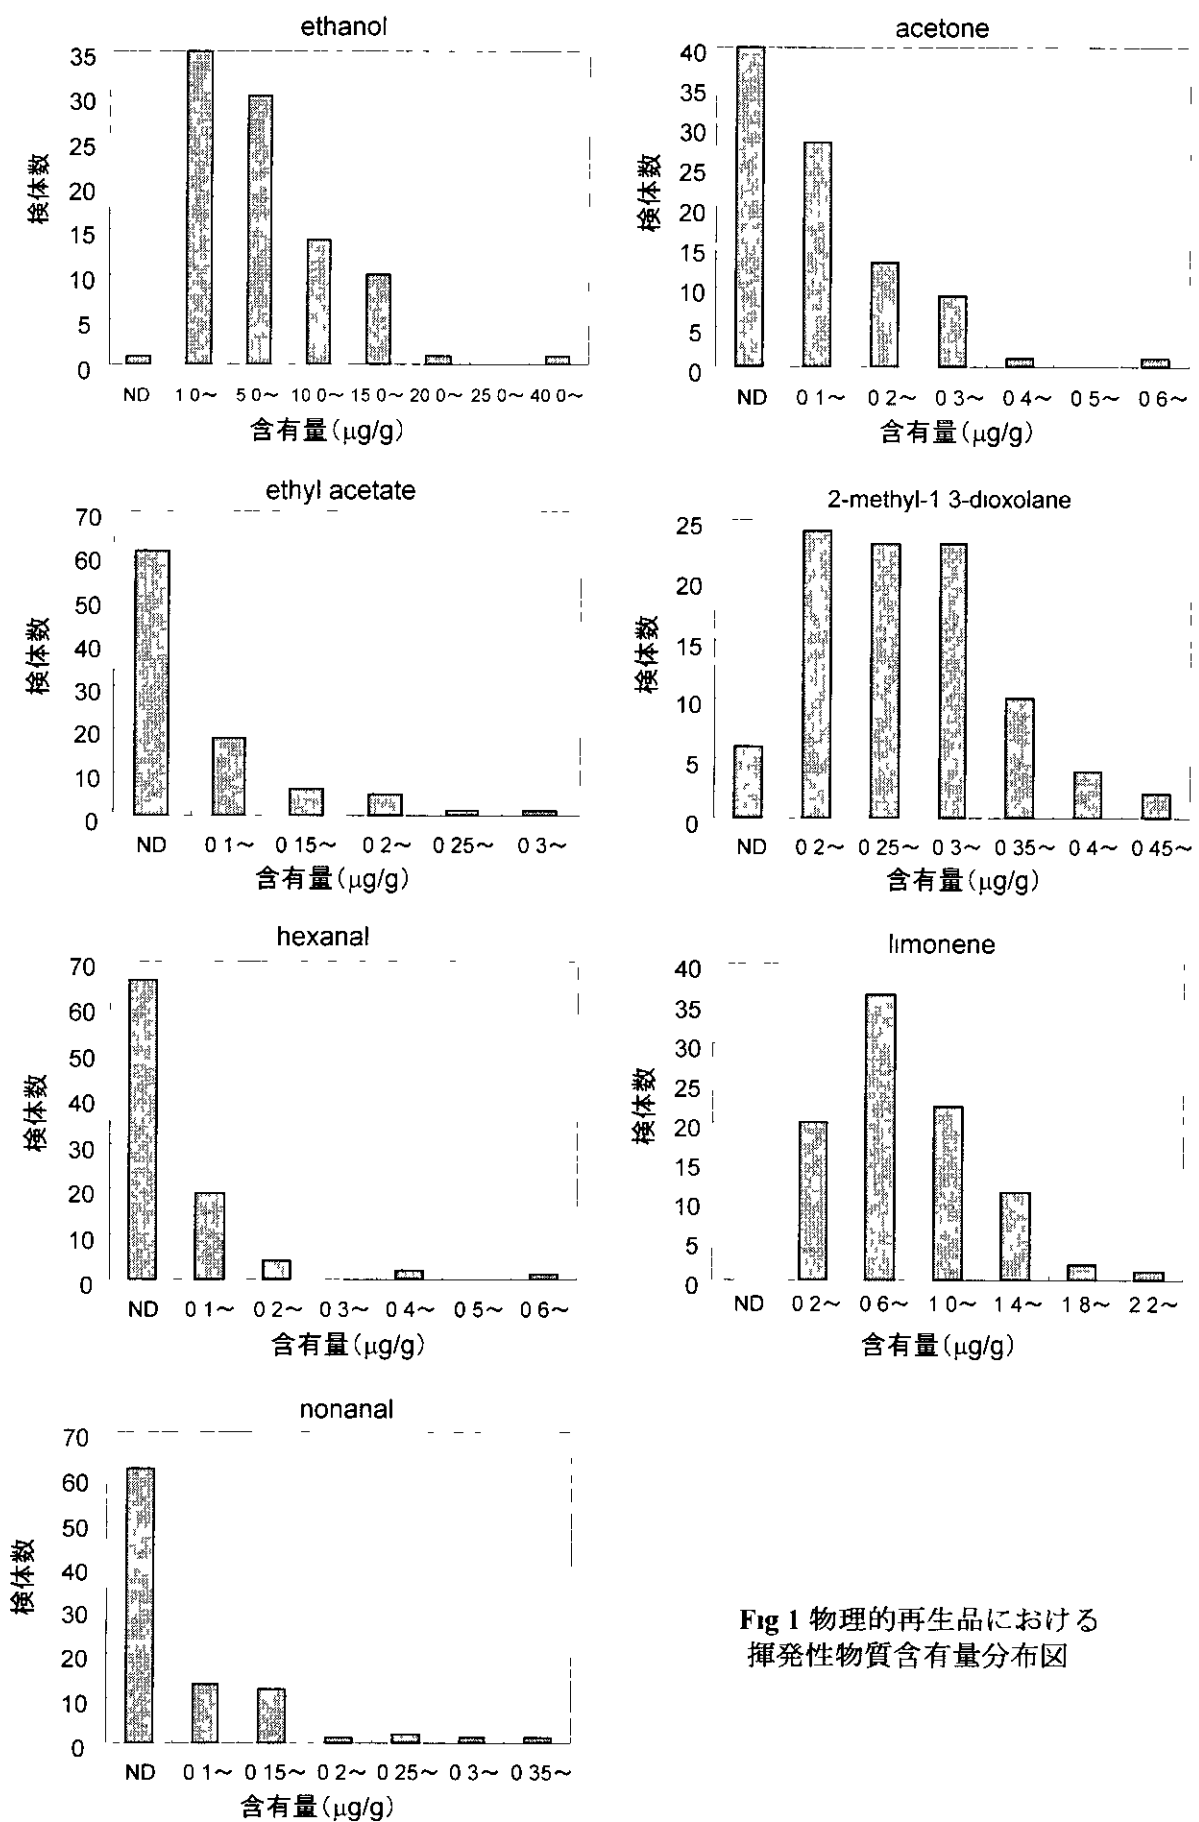 ethanol
35
30
25
20
15
10
5
0
検体数
ND 1 0～ 5 0～ 10 0～ 15 0～ 20 0～ 25 0～ 40 0～
含有量(μg/g)
acetone
40
35
30
25
20
15
10
5
0
検体数
ND 0 1～ 0 2～ 0 3～ 0 4～ 0 5～ 0 6～
含有量(μg/g)
ethyl acetate
70
60
50
40
30
20
10
0
検体数
ND 0 1～ 0 15～ 0 2～ 0 25～ 0 3～
含有量(μg/g)
2-methyl-1 3-dioxolane
25
20
15
10
5
0
検体数
ND 0 2～ 0 25～ 0 3～ 0 35～ 0 4～ 0 45～
含有量(μg/g)
hexanal
70
60
50
40
30
20
10
0
検体数
ND 0 1～ 0 2～ 0 3～ 0 4～ 0 5～ 0 6～
含有量(μg/g)
limonene
40
35
30
25
20
15
10
5
0
検体数
ND 0 2～ 0 6～ 1 0～ 1 4～ 1 8～ 2 2～
含有量(μg/g)
nonanal
70
60
50
40
30
20
10
0
検体数
ND 0 1～ 0 15～ 0 2～ 0 25～ 0 3～ 0 35～
含有量(μg/g)
Fig 1 物理的再生品における
揮発性物質含有量分布図